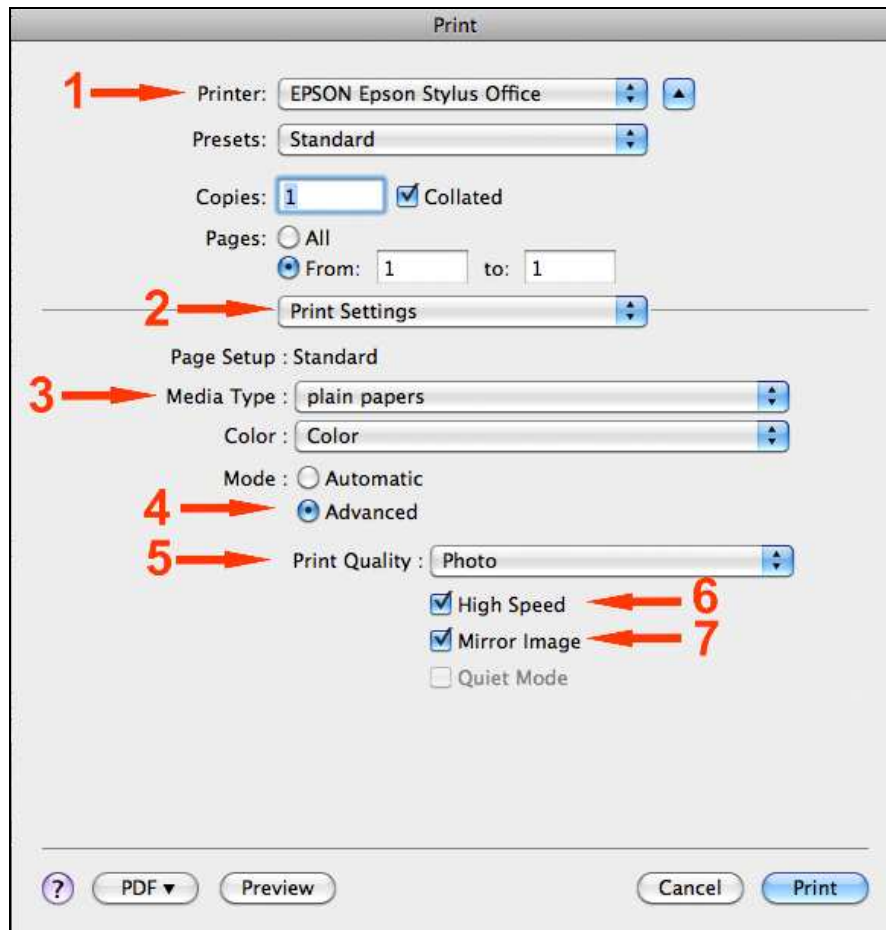 Print
1 Printer: EPSON Epson Stylus Office
Presets: Standard
Copies: 1 Collated
Pages: All
From: 1 to: 1
2 Print Settings
Page Setup : Standard
3 Media Type : plain papers
Color : Color
Mode : Automatic
4 Advanced
5 Print Quality : Photo
High Speed 6
Mirror Image 7
Quiet Mode
? PDF Preview Cancel Print